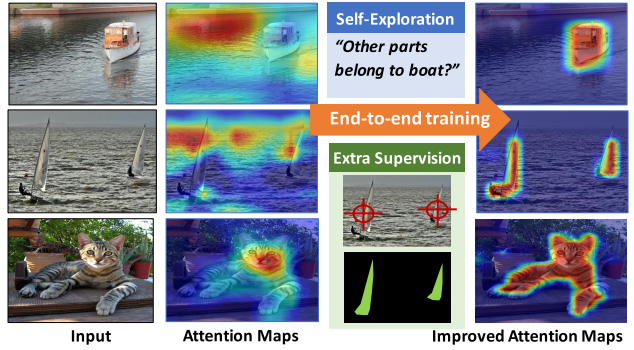 Self-Exploration
“Other parts
belong to boat?”
End-to-end training
Extra Supervision
Input
Attention Maps
Improved Attention Maps